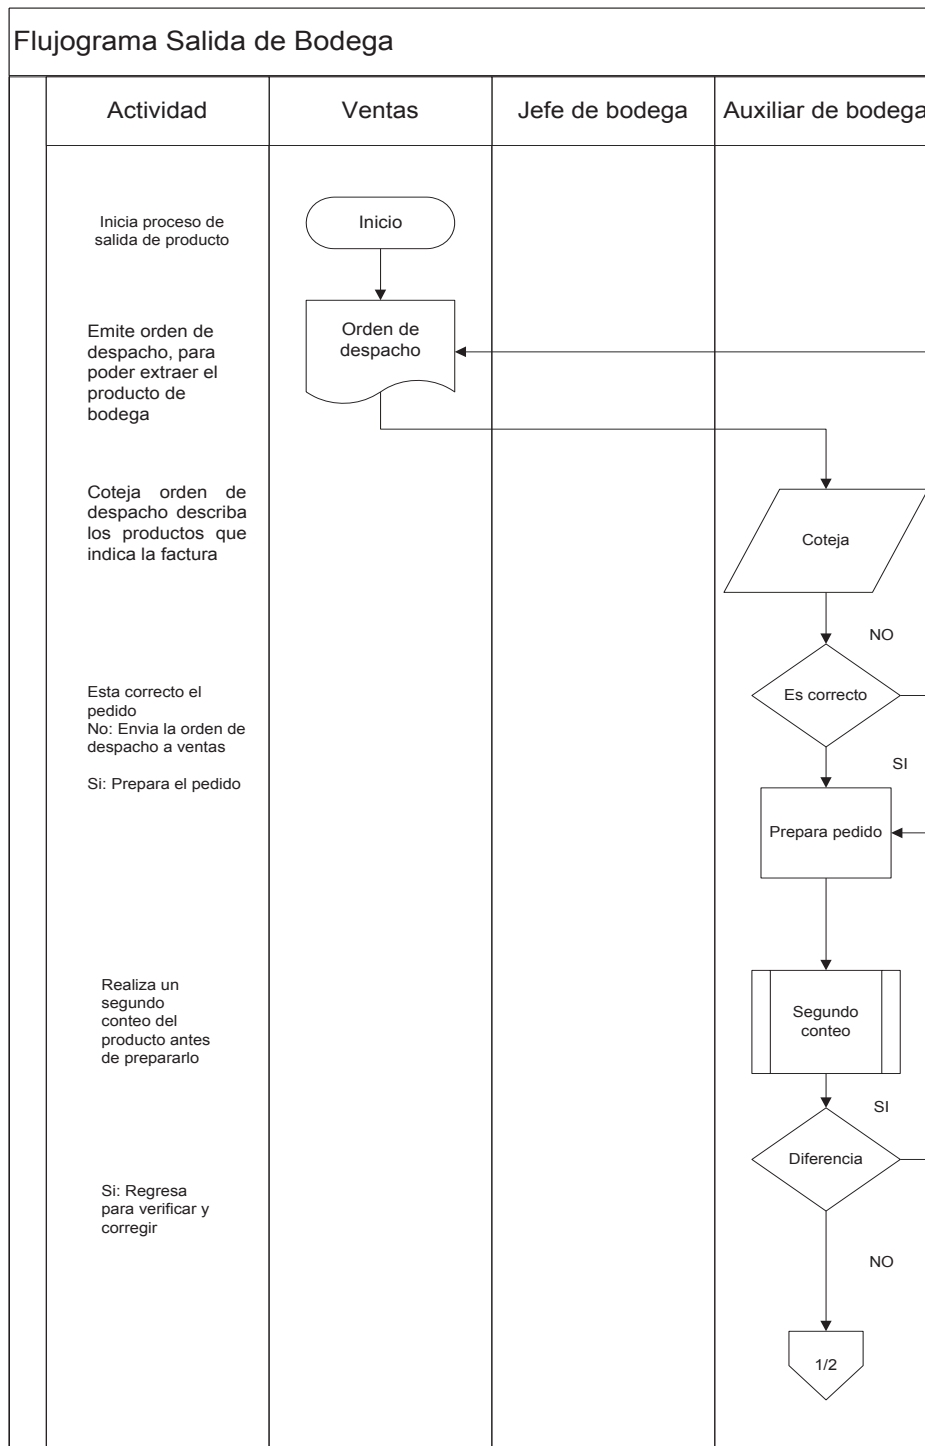 Flujograma Salida de Bodega
Actividad
Ventas
Jefe de bodega
Auxiliar de bodega
Inicia proceso de
salida de producto
Inicio
Emite orden de
despacho, para
poder extraer el
producto de
bodega
Orden de
despacho
Coteja orden de
despacho describa
los productos que
indica la factura
Coteja
NO
Esta correcto el
pedido
No: Envia la orden de
despacho a ventas
Si: Prepara el pedido
Es correcto
SI
Prepara pedido
Realiza un
segundo
conteo del
producto antes
de prepararlo
Segundo
conteo
SI
Diferencia
Si: Regresa
para verificar y
corregir
NO
1/2